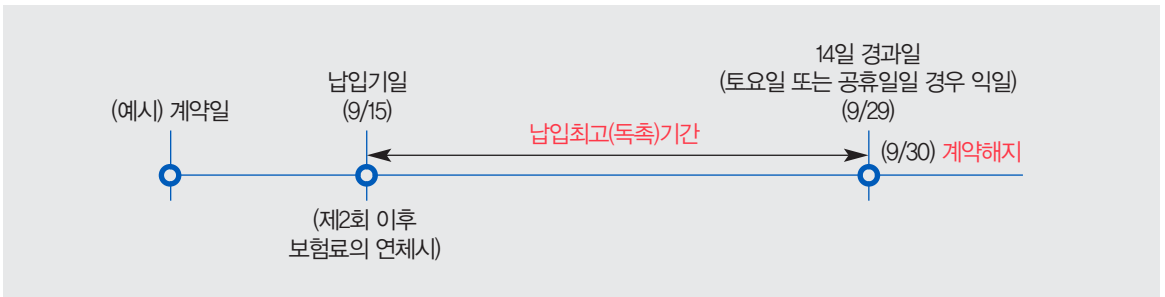 (예시) 계약일
납입기일
(9/15)
납입최고(독촉)기간
14일 경과일
(토요일 또는 공휴일일 경우 익일)
(9/29)
(9/30) 계약해지
(제2회 이후
보험료의 연체시)